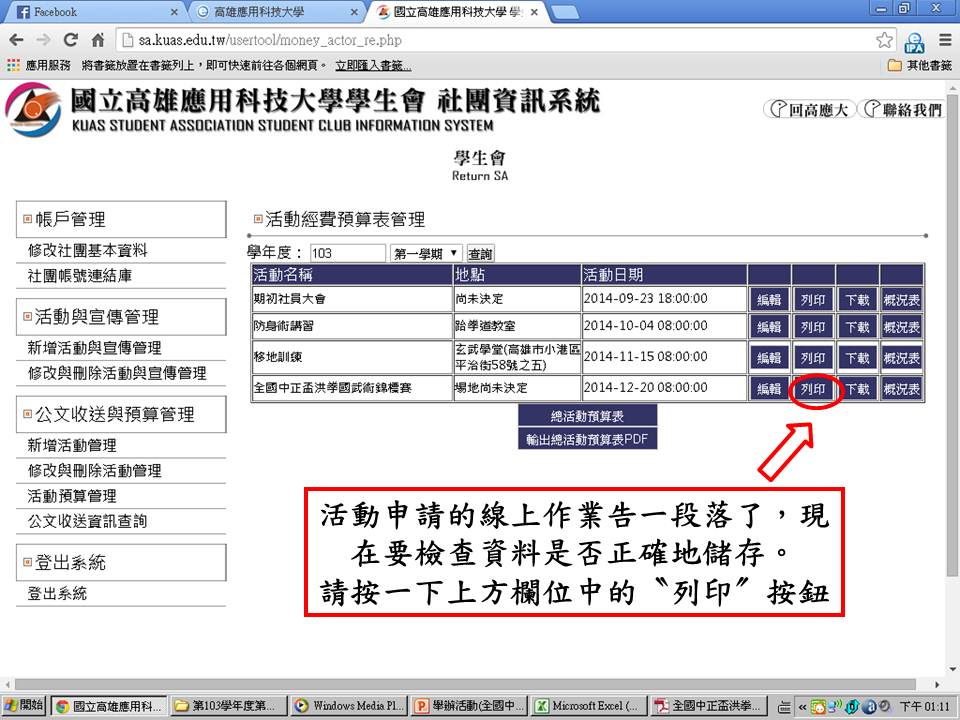 Facebook
高雄應用科技大學
國立高雄應用科技大學 學
sa.kuas.edu.tw/usertool/money_actor_re.php
應用服務 將書籤放置在書籤列上，即可快速前往各個網頁。 立即匯入書籤...
其他書籤
國立高雄應用科技大學學生會 社團資訊系統
KUAS STUDENT ASSOCIATION STUDENT CLUB INFORMATION SYSTEM
回高應大 聯絡我們
學生會
Return SA
帳戶管理
修改社團基本資料
社團帳號連結庫
活動與宣傳管理
新增活動與宣傳管理
修改與刪除活動與宣傳管理
公文收送與預算管理
新增活動管理
修改與刪除活動管理
活動預算管理
公文收送資訊查詢
登出系統
登出系統
活動經費預算表管理
學年度： 103 第一學期 查詢
活動名稱 地點 活動日期
期初社員大會 尚未決定 2014-09-23 18:00:00 編輯 列印 下載 概況表
防身術講習 跆拳道教室 2014-10-04 08:00:00 編輯 列印 下載 概況表
移地訓練 玄武學堂(高雄市小港區平治街58號之五) 2014-11-15 08:00:00 編輯 列印 下載 概況表
全國中正盃洪拳國武術錦標賽 場地尚未決定 2014-12-20 08:00:00 編輯 列印 下載 概況表
總活動預算表
輸出總活動預算表PDF
活動申請的線上作業告一段落了，現
在要檢查資料是否正確地儲存。
請按一下上方欄位中的〝列印〞按鈕
開始 國立高雄應用科... 第103學年度第... Windows Media Pl... 舉辦活動(全國中... Microsoft Excel (... 全國中正盃洪拳... 下午 01:11